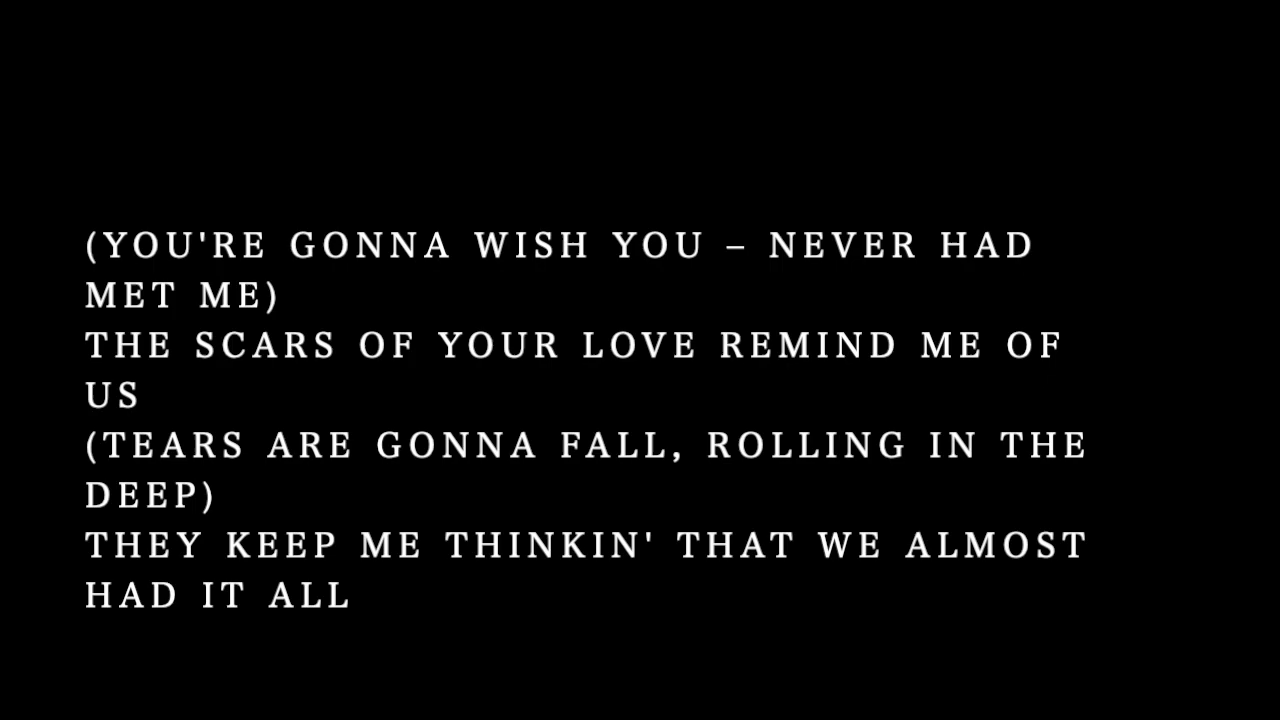 (YOU'RE GONNA WISH YOU – NEVER HAD
MET ME)
THE SCARS OF YOUR LOVE REMIND ME OF
US
(TEARS ARE GONNA FALL, ROLLING IN THE
DEEP)
THEY KEEP ME THINKIN' THAT WE ALMOST
HAD IT ALL